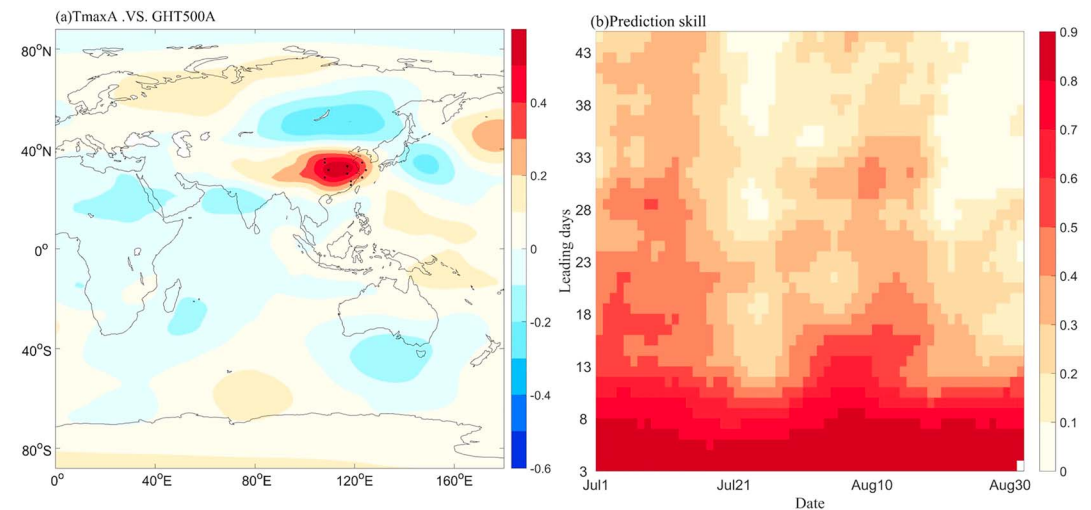 (a)TmaxA .VS. GHT500A
80°N
40°N
0°
40°S
80°S
0°
40°E
80°E
120°E
160°E
0.4
0.2
0
-0.2
-0.4
-0.6
(b)Prediction skill
Leading days
43
38
33
28
23
18
13
8
3
Jul1
Jul21
Aug10
Aug30
Date
0.9
0.8
0.7
0.6
0.5
0.4
0.3
0.2
0.1
0